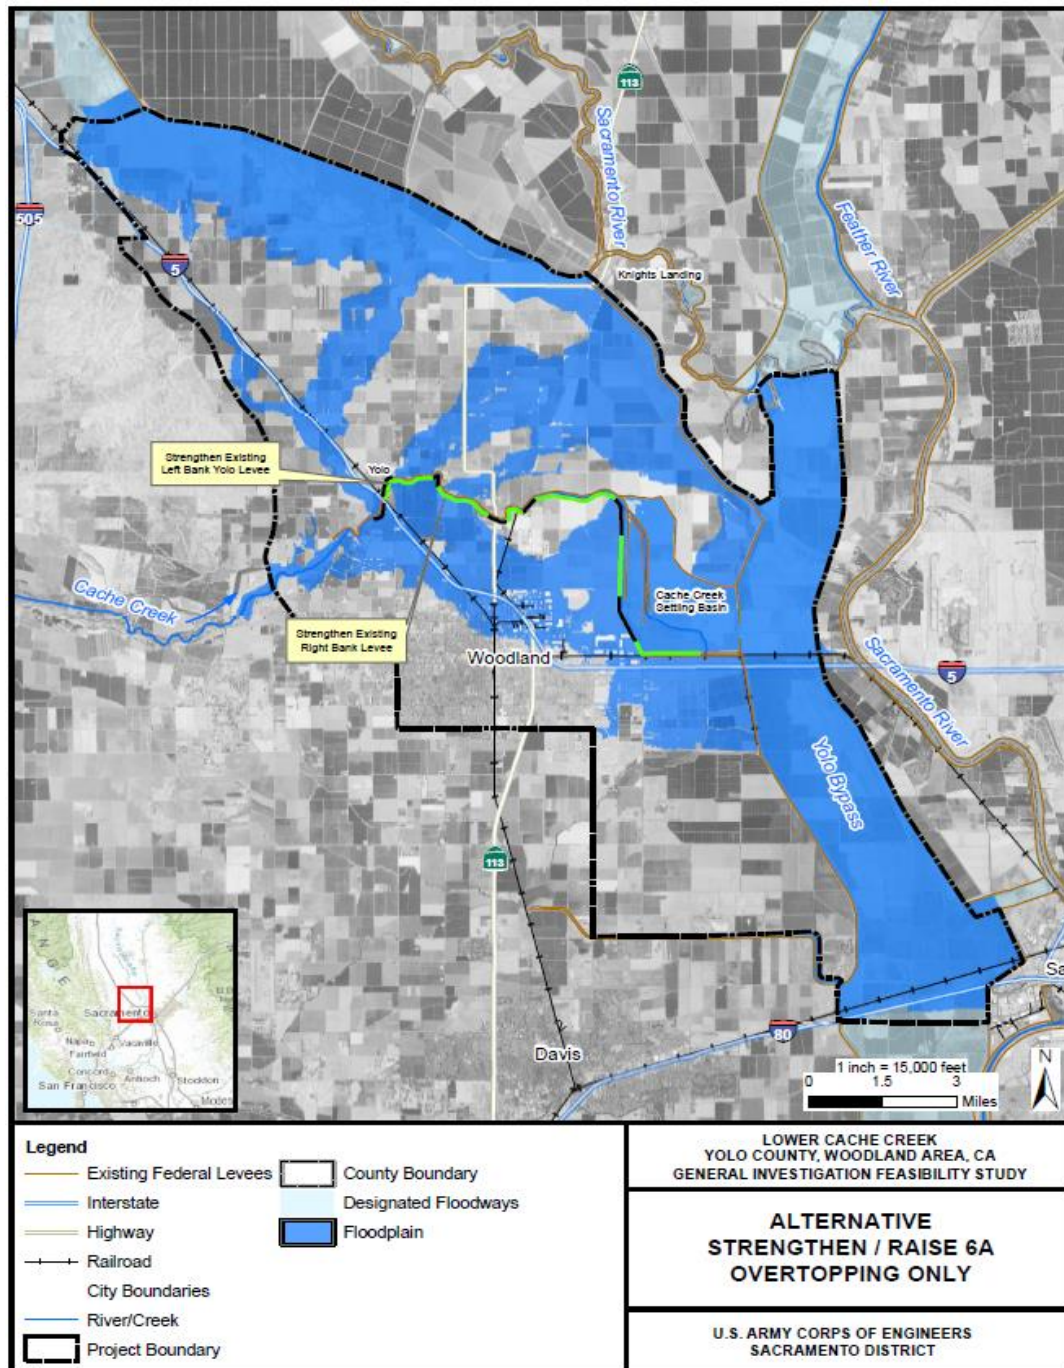 113
Sacramento River
Feather River
505
5
Knights Landing
Strengthen Existing
Left Bank Yolo Levee
Yolo
Cache Creek
Cache Creek
Settling Basin
Strengthen Existing
Right Bank Levee
Woodland
5
Sacramento River
Yolo Bypass
113
Sa
80
Davis
1 inch = 15,000 feet
0 1.5 3
Miles
N
Sacramento
Santa
Rosa
Napa
Vacaville
Fairfield
Concord
Antioch
Stockton
San Francisco
Modes
Legend
Existing Federal Levees
Interstate
Highway
Railroad
City Boundaries
River/Creek
Project Boundary
County Boundary
Designated Floodways
Floodplain
LOWER CACHE CREEK
YOLO COUNTY, WOODLAND AREA, CA
GENERAL INVESTIGATION FEASIBILITY STUDY
ALTERNATIVE
STRENGTHEN / RAISE 6A
OVERTOPPING ONLY
U.S. ARMY CORPS OF ENGINEERS
SACRAMENTO DISTRICT